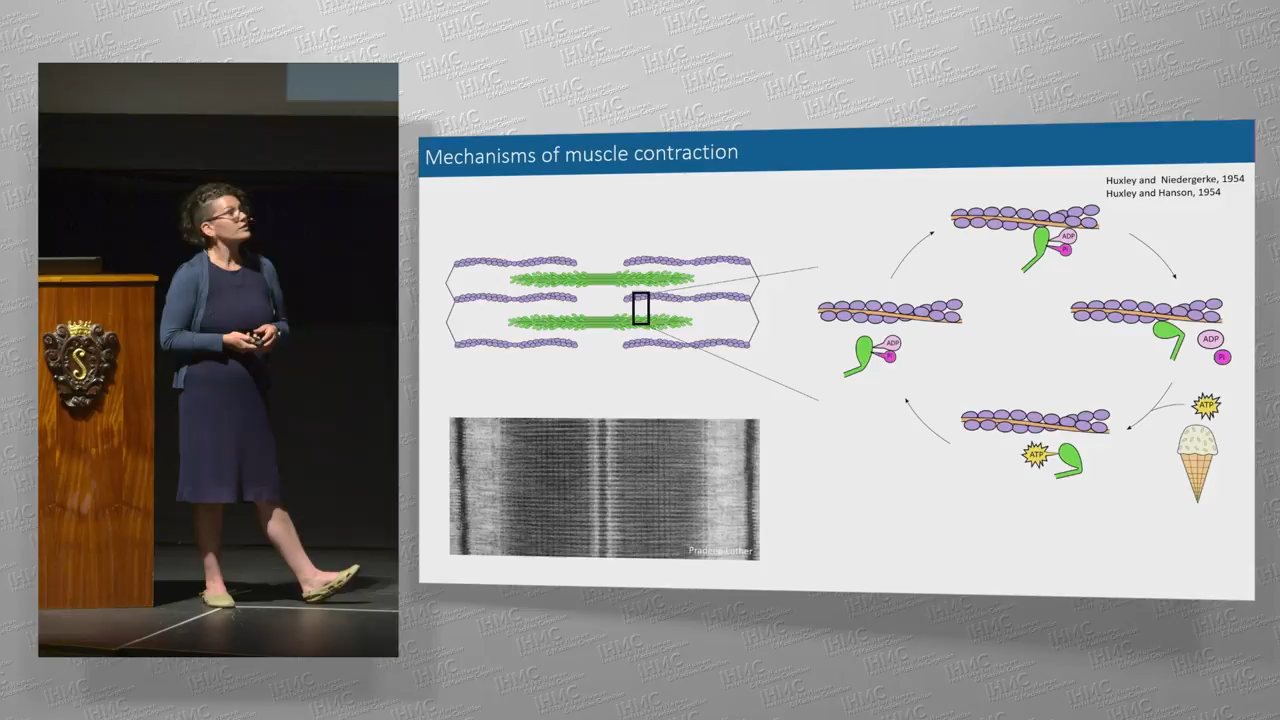 Mechanisms of muscle contraction
Huxley and Niedergerke, 1954
Huxley and Hanson, 1954
ADP
Pi
ADP
Pi
ADP
Pi
ATP
ATP
Pradeep Luther
S
IHMC